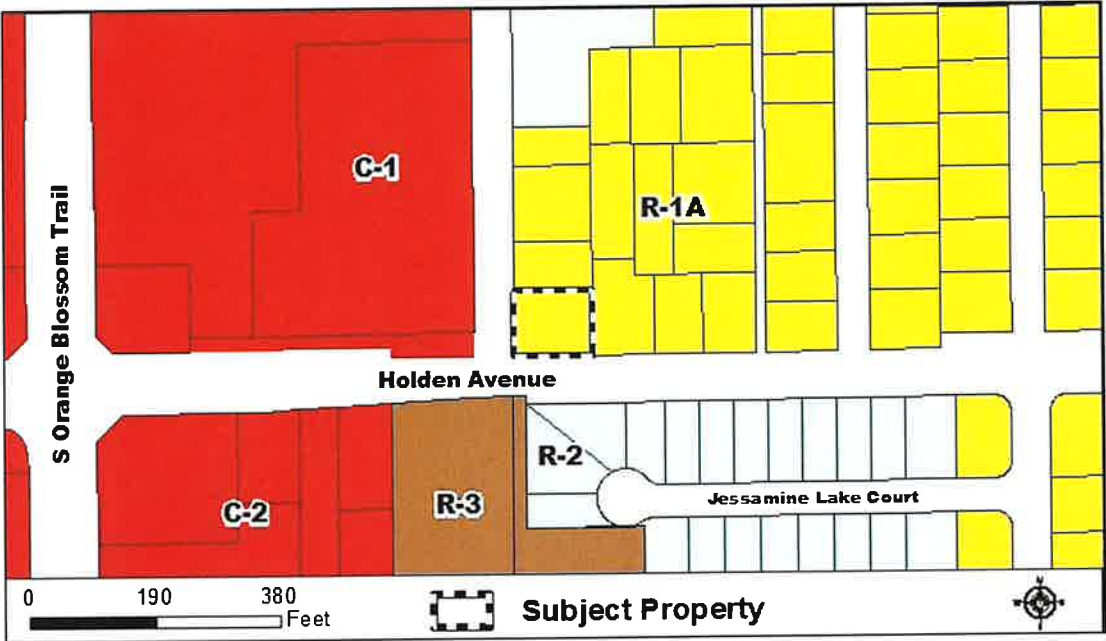 C-1
R-1A
S Orange Blossom Trail
Holden Avenue
R-2
R-3
C-2
Jessamine Lake Court
0 190 380
Feet
Subject Property
N